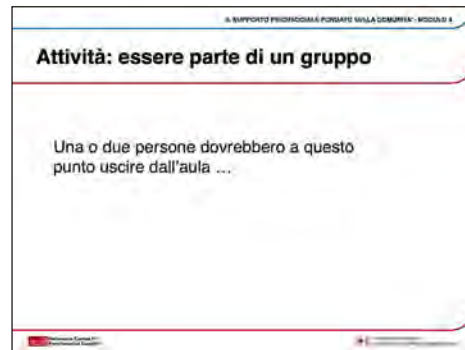 IL SUPPORTO PSICOSOCIALE FONDATO SULLA COMUNITA' - MODULO 4
Attività: essere parte di un gruppo
Una o due persone dovrebbero a questo
punto uscire dall'aula …